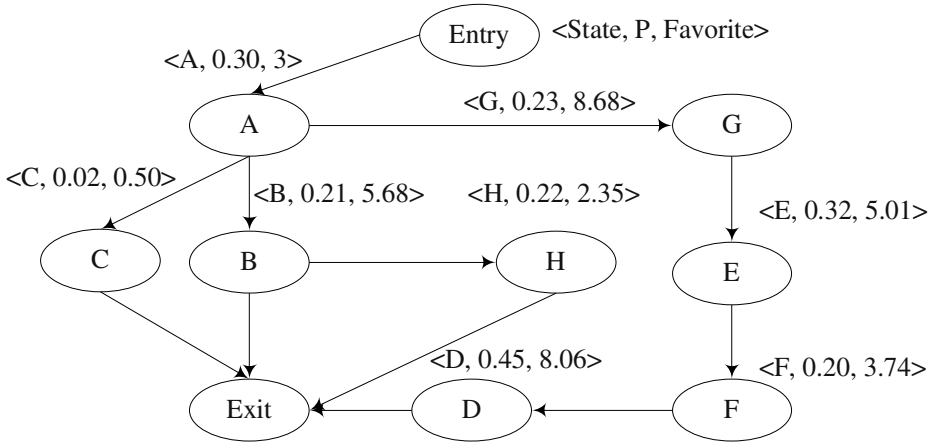 Entry
<State, P, Favorite>
<A, 0.30, 3>
<G, 0.23, 8.68>
A
G
<C, 0.02, 0.50>
<B, 0.21, 5.68>
<H, 0.22, 2.35>
<E, 0.32, 5.01>
C
B
H
E
<D, 0.45, 8.06>
<F, 0.20, 3.74>
Exit
D
F